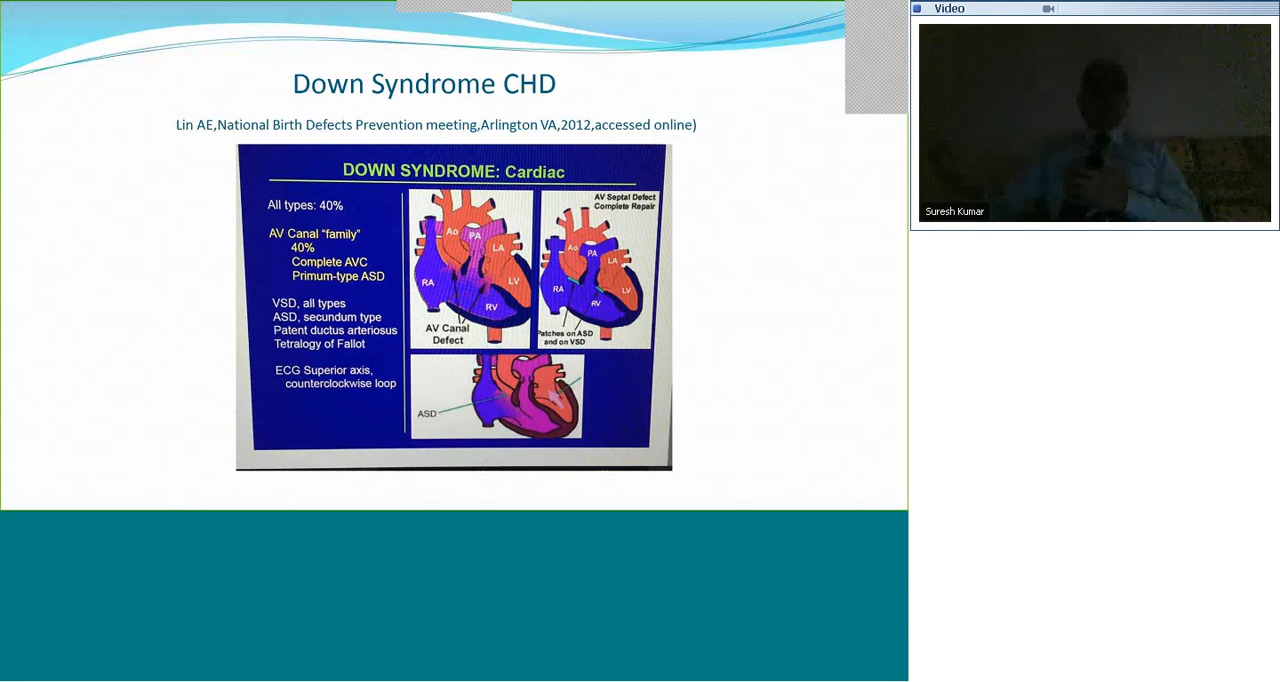 Down Syndrome CHD
Lin AE,National Birth Defects Prevention meeting,Arlington VA,2012,accessed online)
DOWN SYNDROME: Cardiac
All types: 40%
AV Canal "family"
40%
Complete AVC
Primum-type ASD
VSD, all types
ASD, secundum type
Patent ductus arteriosus
Tetralogy of Fallot
ECG Superior axis,
counterclockwise loop
Ao
PA
LA
RA
LV
RV
AV Canal
Defect
AV Septal Defect
Complete Repair
Ao
PA
LA
RA
LV
RV
Patches on ASD
and on VSD
ASD
Video
Suresh Kumar